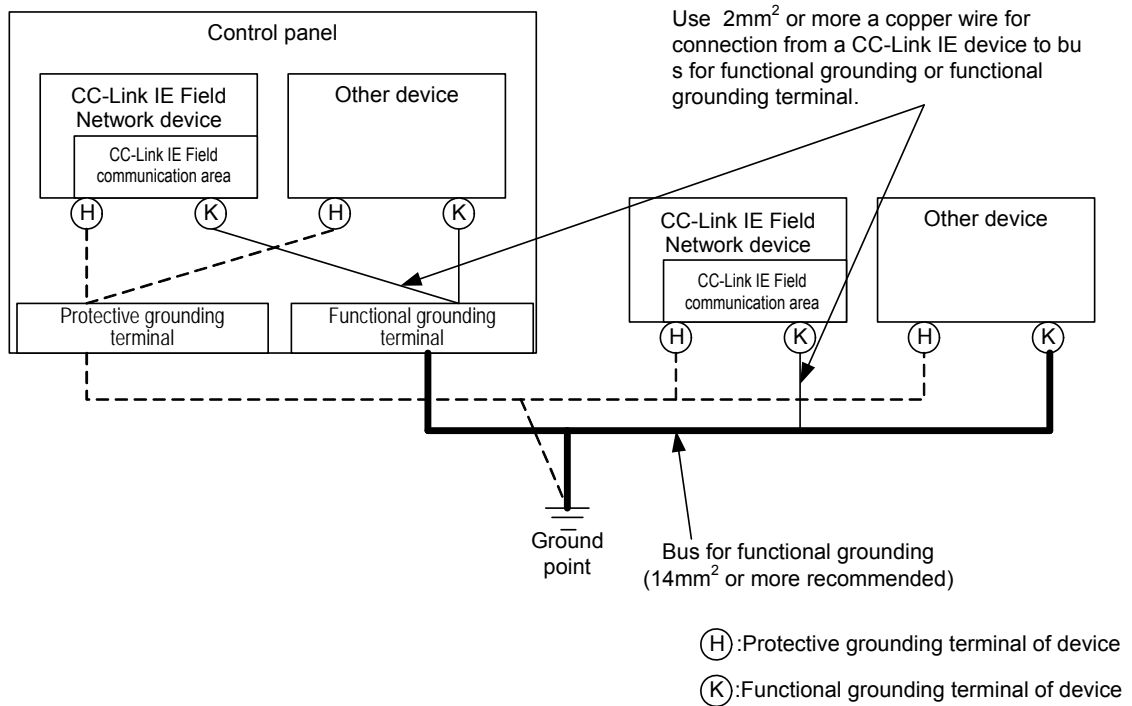 Control panel
Use 2mm² or more a copper wire for
connection from a CC-Link IE device to bu
s for functional grounding or functional
grounding terminal.
CC-Link IE Field
Network device
CC-Link IE Field
communication area
Other device
H
K
H
K
Protective grounding
terminal
Functional grounding
terminal
CC-Link IE Field
Network device
CC-Link IE Field
communication area
Other device
H
K
H
K
Ground
point
Bus for functional grounding
(14mm² or more recommended)
H :Protective grounding terminal of device
K :Functional grounding terminal of device